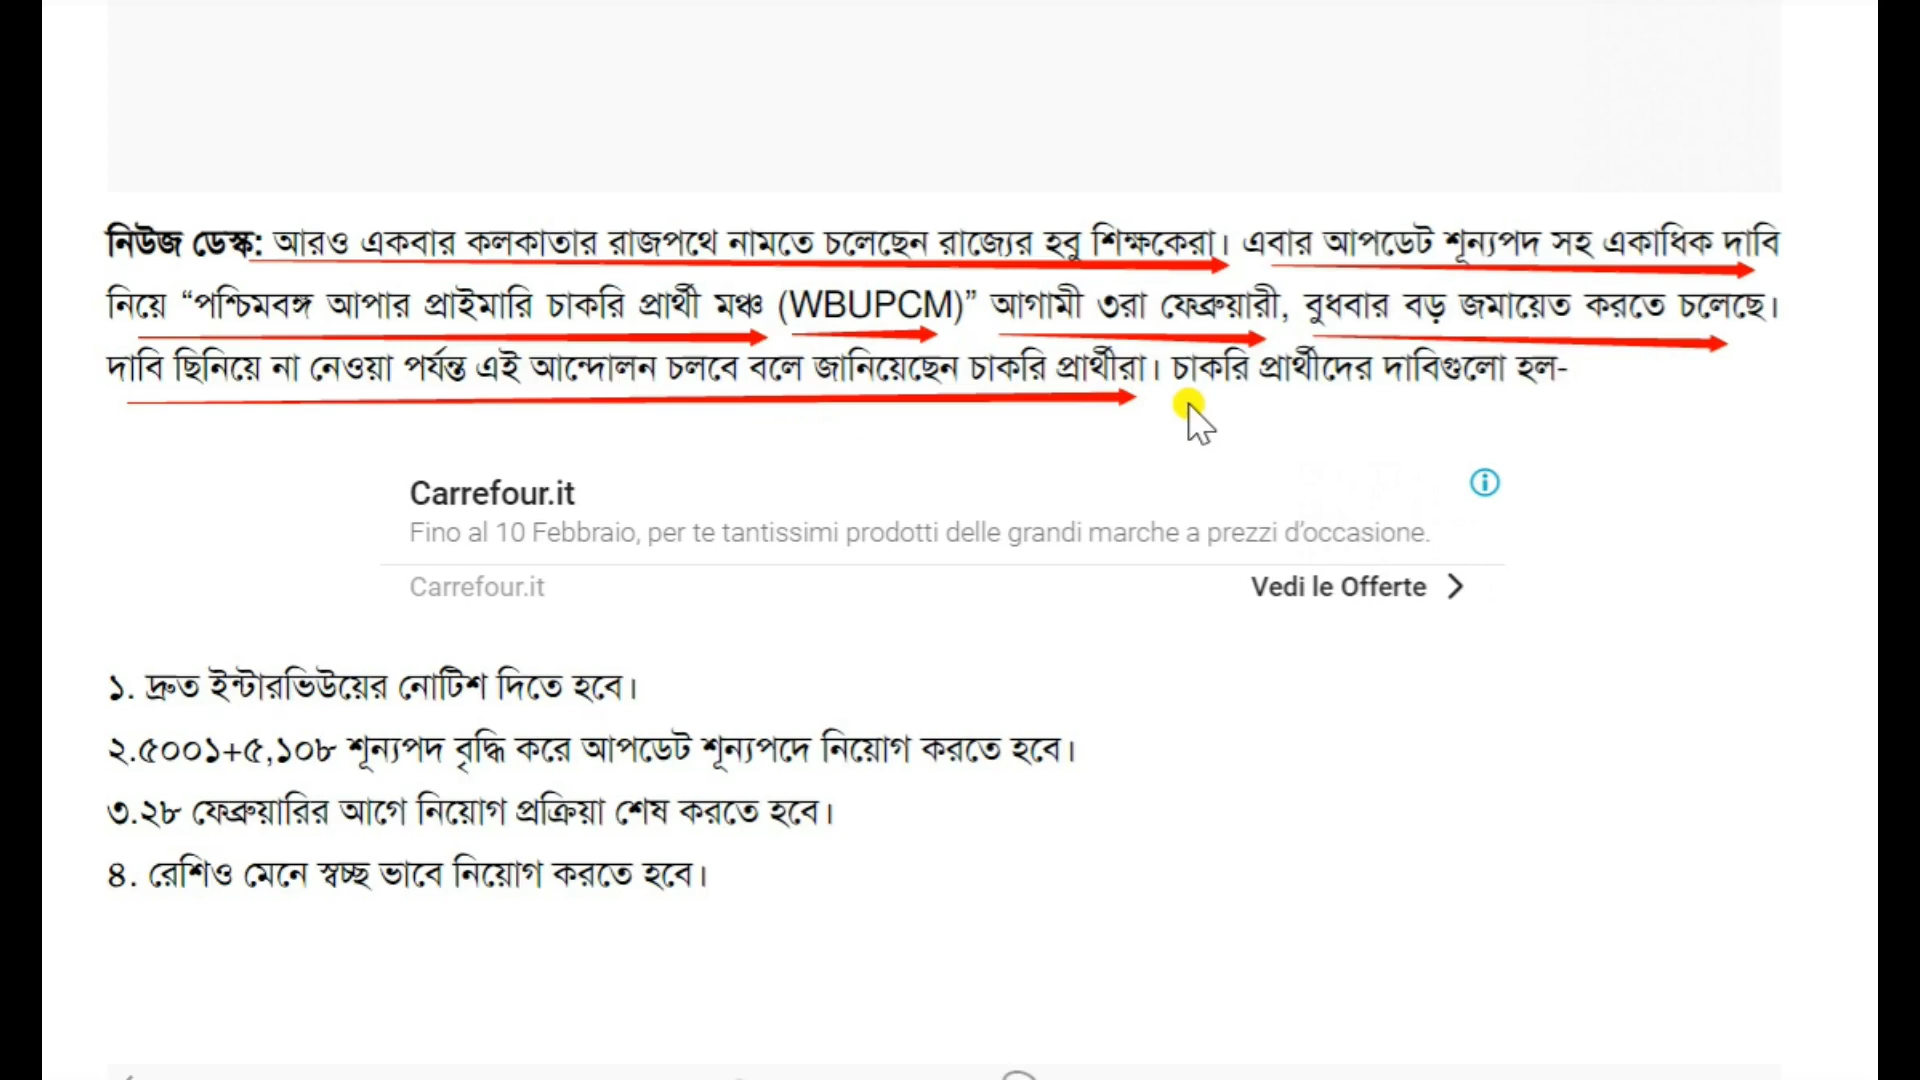 নিউজ ডেস্ক: আরও একবার কলকাতার রাজপথে নামতে চলেছেন রাজ্যের হবু শিক্ষকেরা। এবার আপডেট শূন্যপদ সহ একাধিক দাবি
নিয়ে “পশ্চিমবঙ্গ আপার প্রাইমারি চাকরি প্রার্থী মঞ্চ (WBUPCM)” আগামী ৩রা ফেব্রুয়ারী, বুধবার বড় জমায়েত করতে চলেছে।
দাবি ছিনিয়ে না নেওয়া পর্যন্ত এই আন্দোলন চলবে বলে জানিয়েছেন চাকরি প্রার্থীরা। চাকরি প্রার্থীদের দাবিগুলো হল-
Carrefour.it
Fino al 10 Febbraio, per te tantissimi prodotti delle grandi marche a prezzi d’occasione.
Carrefour.it Vedi le Offerte
১. দ্রুত ইন্টারভিউয়ের নোটিশ দিতে হবে।
২.৫০০১+৫,১০৮ শূন্যপদ বৃদ্ধি করে আপডেট শূন্যপদে নিয়োগ করতে হবে।
৩.২৮ ফেব্রুয়ারির আগে নিয়োগ প্রক্রিয়া শেষ করতে হবে।
৪. রেশিও মেনে স্বচ্ছ ভাবে নিয়োগ করতে হবে।